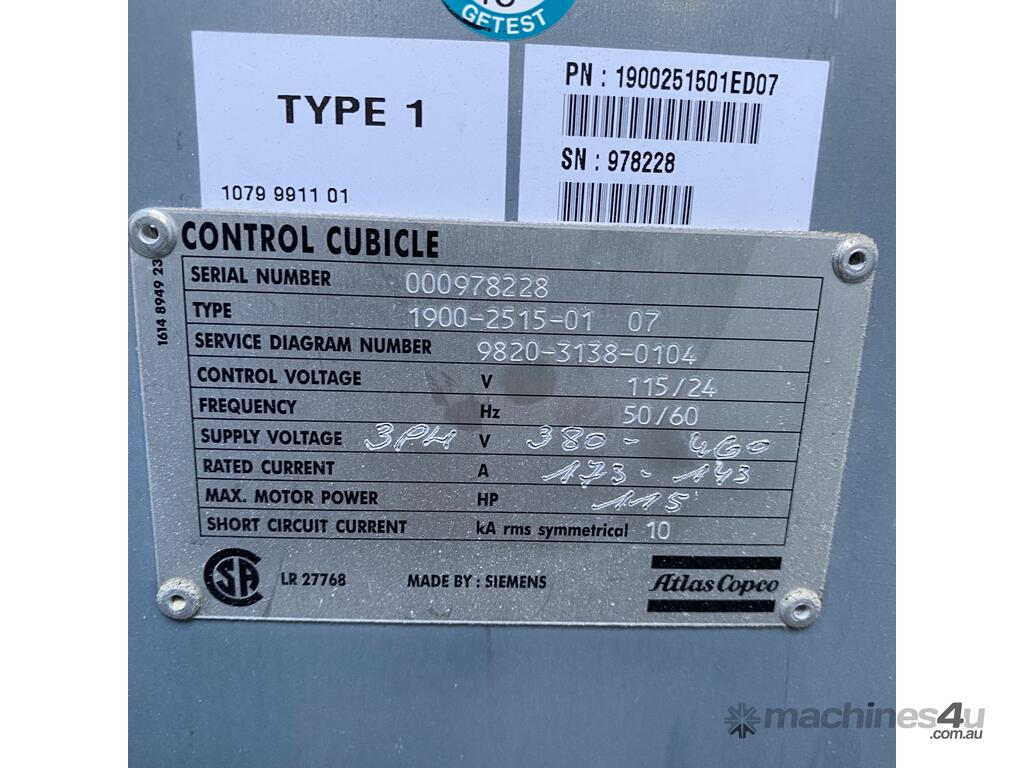 GETEST
TYPE 1
1079 9911 01
PN : 1900251501ED07
SN : 978228
1614 8949 23
CONTROL CUBICLE
SERIAL NUMBER 000978228
TYPE 1900-2515-01 07
SERVICE DIAGRAM NUMBER 9820-3138-0104
CONTROL VOLTAGE V 115/24
FREQUENCY Hz 50/60
SUPPLY VOLTAGE 3PH V 380 - 460
RATED CURRENT A 173 - 143
MAX. MOTOR POWER HP 115
SHORT CIRCUIT CURRENT kA rms symmetrical 10
SA LR 27768 MADE BY : SIEMENS Atlas Copco
machines4u
.com.au